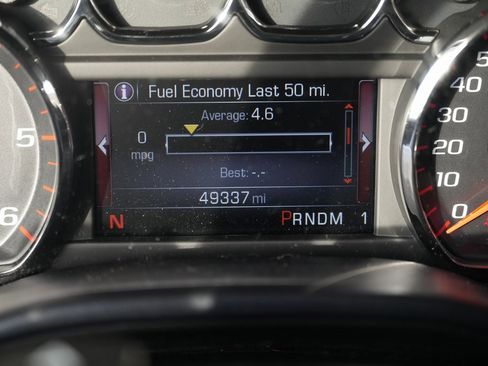 Fuel Economy Last 50 mi.
Average: 4.6
0
mpg
Best: -.-
49337 mi
N PRNDM 1
5
6
50
40
30
20
10
0